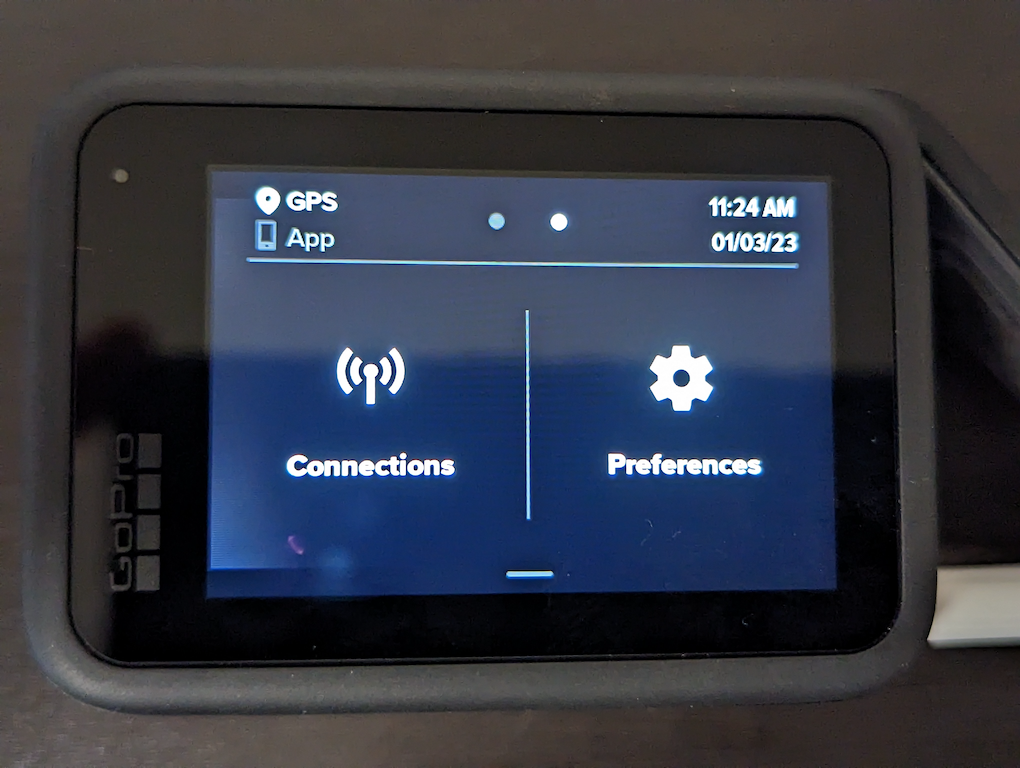 GPS
11:24 AM
App
01/03/23
Connections
Preferences
GoPro